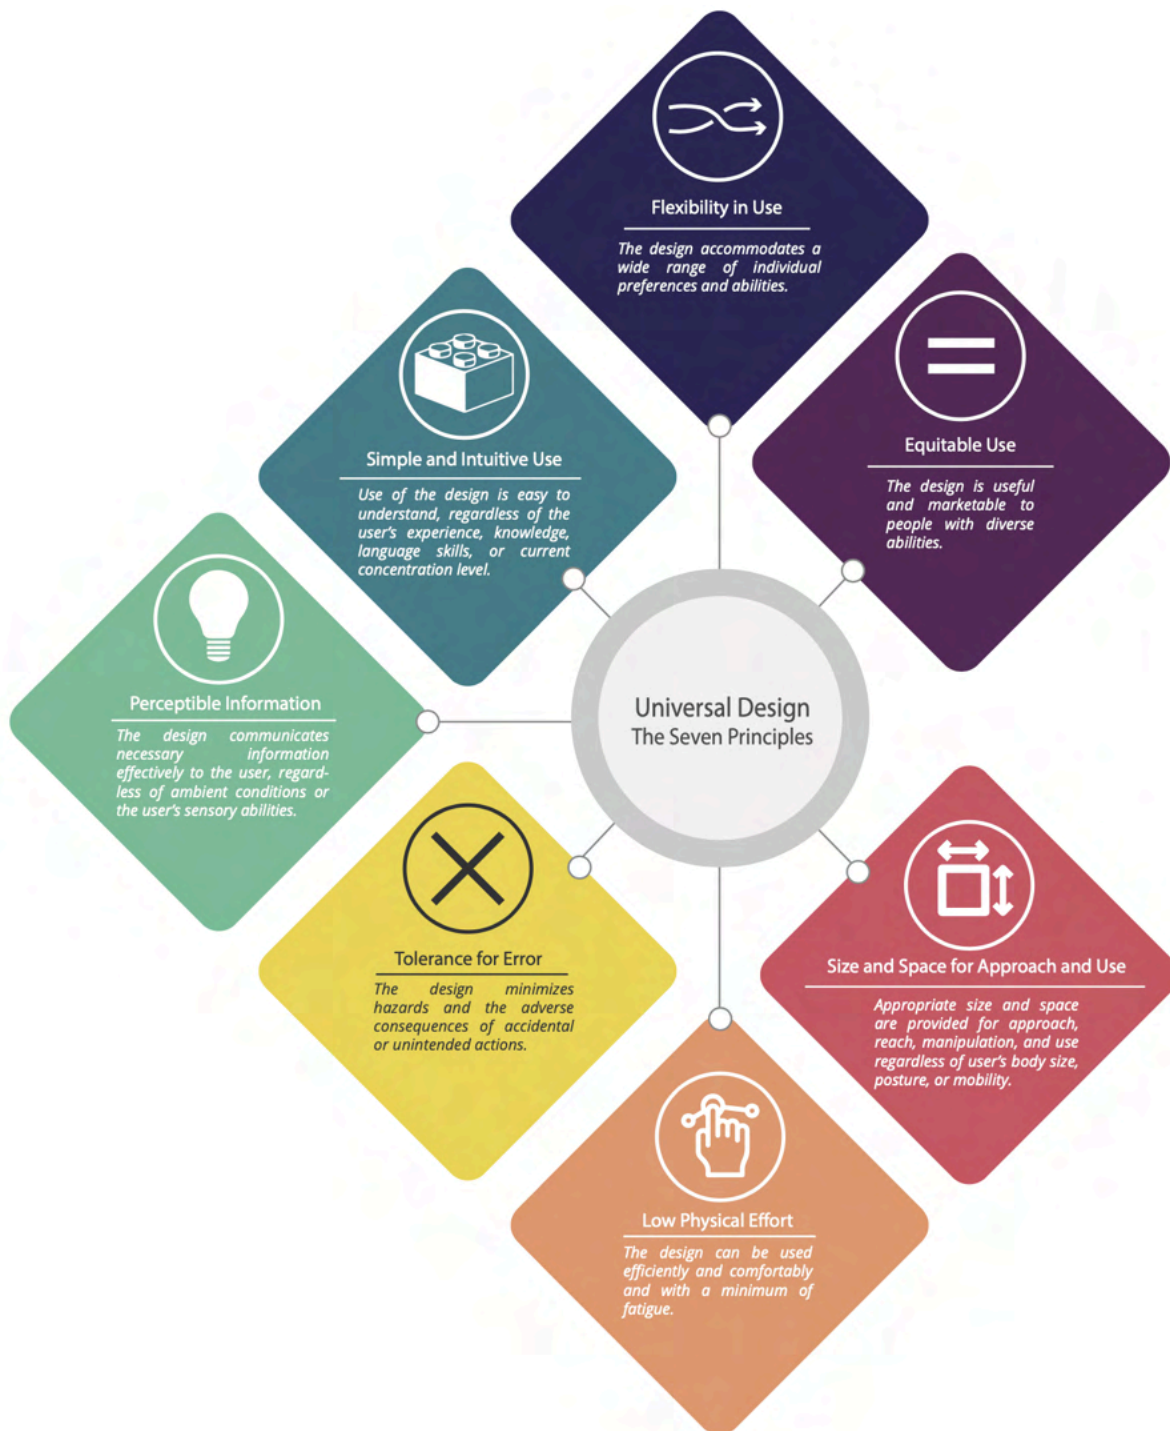 Flexibility in Use
The design accommodates a
wide range of individual
preferences and abilities.
Equitable Use
The design is useful
and marketable to
people with diverse
abilities.
Simple and Intuitive Use
Use of the design is easy to
understand, regardless of the
user's experience, knowledge,
language skills, or current
concentration level.
Perceptible Information
The design communicates
necessary information
effectively to the user, regard-
less of ambient conditions or
the user's sensory abilities.
Universal Design
The Seven Principles
Tolerance for Error
The design minimizes
hazards and the adverse
consequences of accidental
or unintended actions.
Size and Space for Approach and Use
Appropriate size and space
are provided for approach,
reach, manipulation, and use
regardless of user's body size,
posture, or mobility.
Low Physical Effort
The design can be used
efficiently and comfortably
and with a minimum of
fatigue.